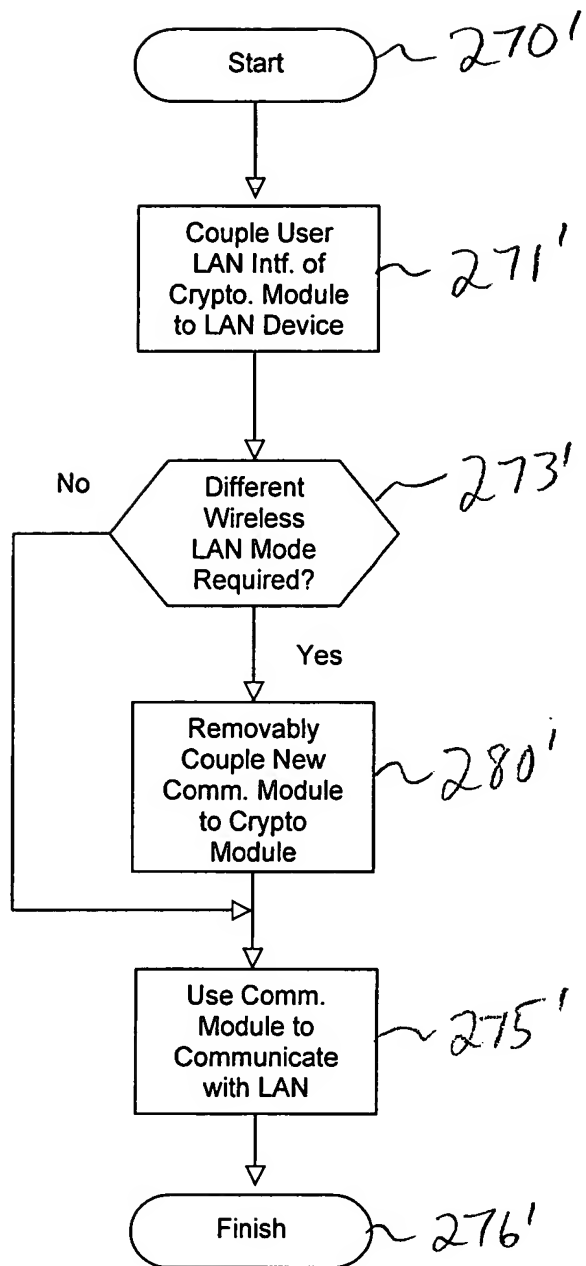 Start
270'
Couple User
LAN Intf. of
Crypto. Module
to LAN Device
271'
No
Different
Wireless
LAN Mode
Required?
273'
Yes
Removably
Couple New
Comm. Module
to Crypto
Module
280'
Use Comm.
Module to
Communicate
with LAN
275'
Finish
276'